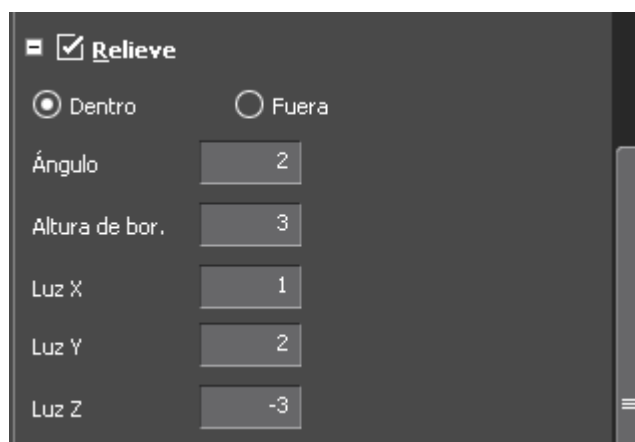 Relieve
Dentro Fuera
Ángulo 2
Altura de bor. 3
Luz X 1
Luz Y 2
Luz Z -3